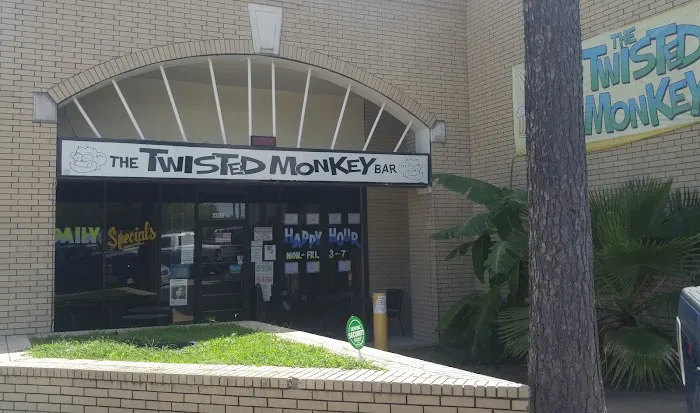 THE TWISTED MONKEY BAR
THE
TWISTED
MONKEY
DAILY Specials
HAPPY HOUR
MON.-FRI. 3-7